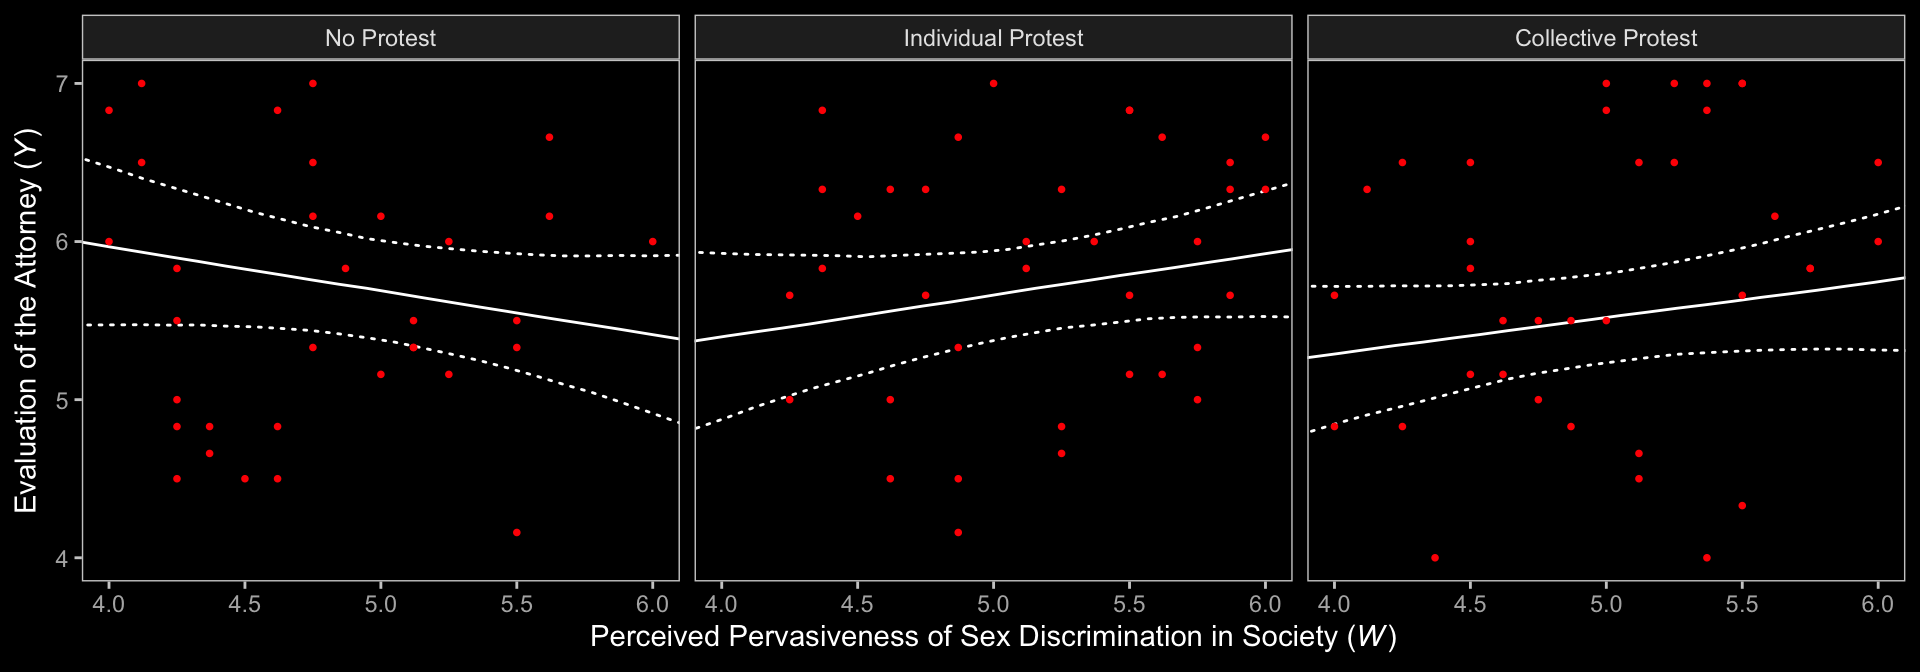 No Protest
Individual Protest
Collective Protest
Evaluation of the Attorney (Y)
7
6
5
4
4.0 4.5 5.0 5.5 6.0
4.0 4.5 5.0 5.5 6.0
4.0 4.5 5.0 5.5 6.0
Perceived Pervasiveness of Sex Discrimination in Society (W)